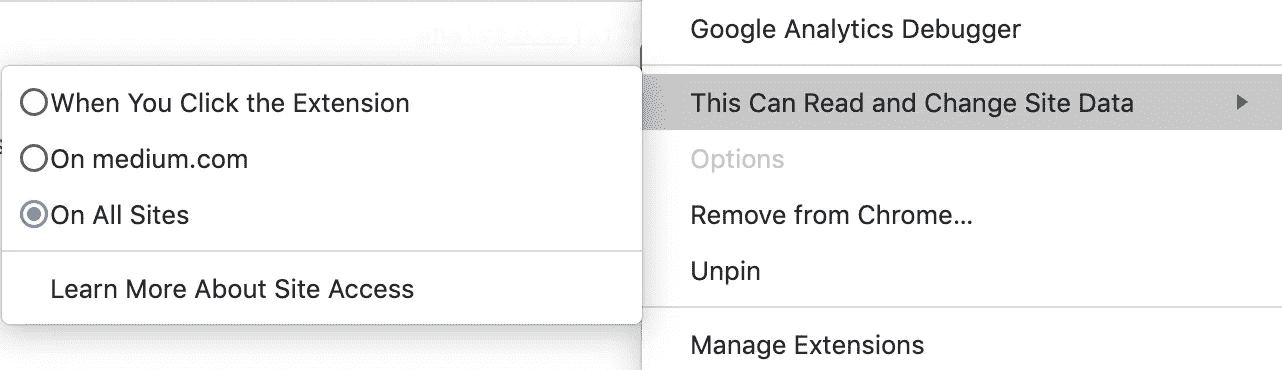 Google Analytics Debugger
This Can Read and Change Site Data
Options
Remove from Chrome...
Unpin
Manage Extensions
When You Click the Extension
On medium.com
On All Sites
Learn More About Site Access